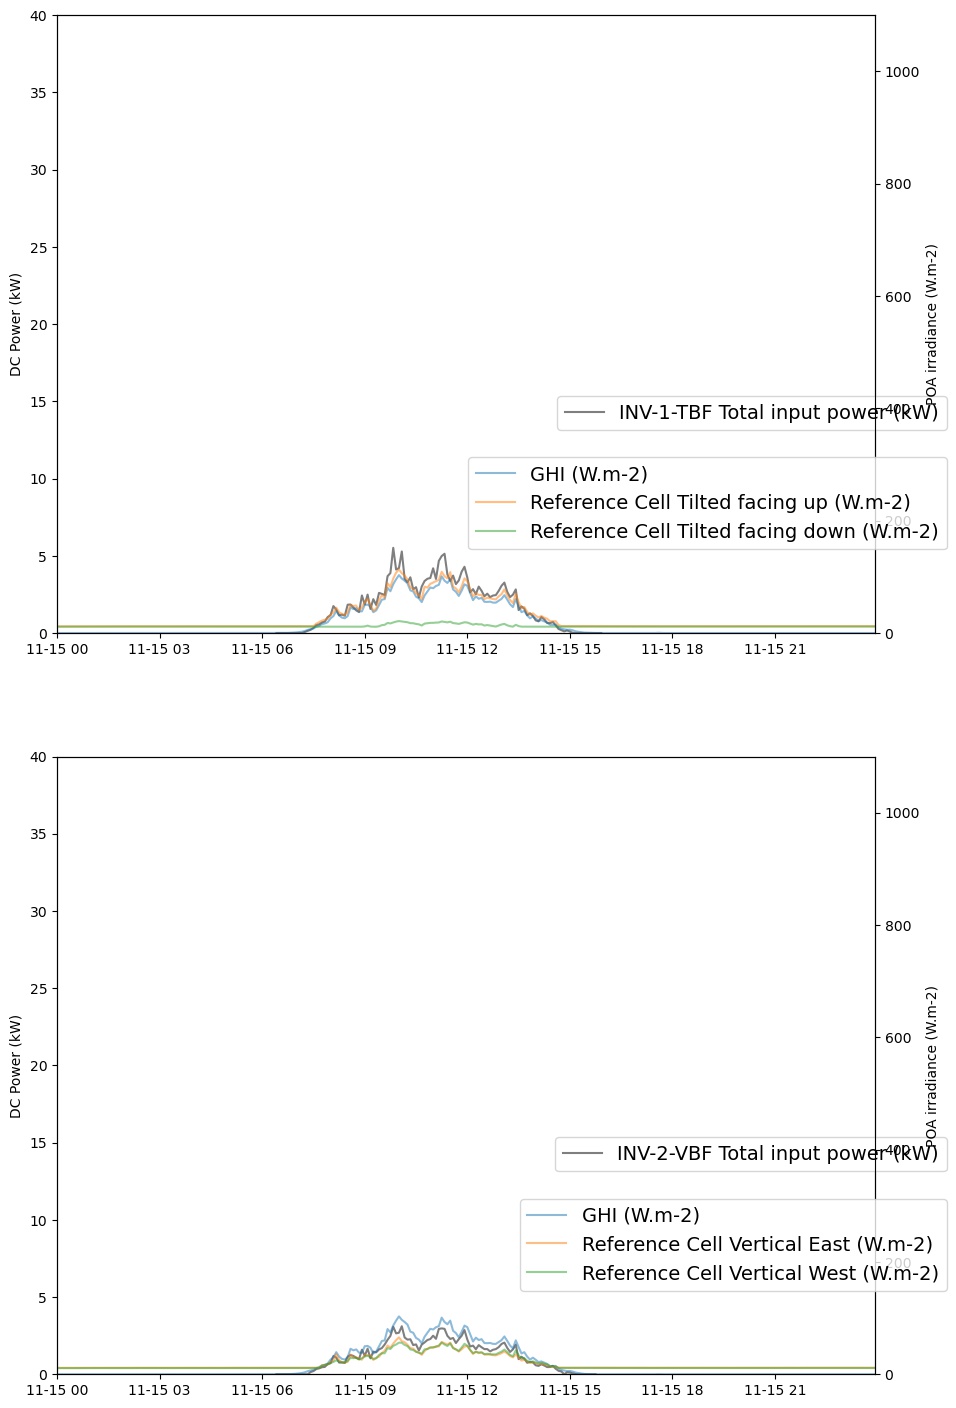 40
35
30
25
20
15
10
5
0
DC Power (kW)
1000
800
600
400
200
0
POA irradiance (W.m-2)
INV-1-TBF Total input power (kW)
GHI (W.m-2)
Reference Cell Tilted facing up (W.m-2)
Reference Cell Tilted facing down (W.m-2)
11-15 00 11-15 03 11-15 06 11-15 09 11-15 12 11-15 15 11-15 18 11-15 21
40
35
30
25
20
15
10
5
0
DC Power (kW)
1000
800
600
400
200
0
POA irradiance (W.m-2)
INV-2-VBF Total input power (kW)
GHI (W.m-2)
Reference Cell Vertical East (W.m-2)
Reference Cell Vertical West (W.m-2)
11-15 00 11-15 03 11-15 06 11-15 09 11-15 12 11-15 15 11-15 18 11-15 21